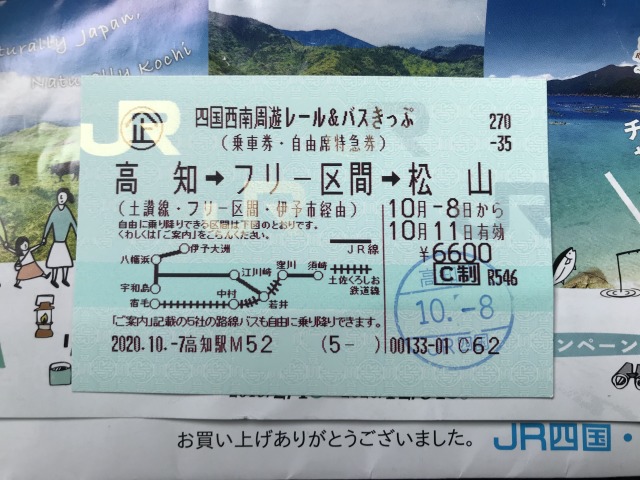 Naturally Japan,
Naturally Kochi
JR
企
四国西南周遊レール&バスきっぷ
270
(乗車券・自由席特急券)
-35
高知→フリー区間→松山
(土讃線・フリー区間・伊予市経由)
10月-8日から
自由に乗り降りできる区間は下図のとおりです。
くわしくは「ご案内」をごらんください。
10月11日有効
¥6600
伊予大洲
JR線
八幡浜
C制 R546
江川崎
窪川
須崎
土佐くろしお
鉄道線
宇和島
宿毛
中村
若井
10.-8
JR四国
「ご案内」記載の5社の路線バスも自由に乗り降りできます。
2020.10.-7高知駅M52 (5-) 00133-01 C62
ンペーン
お買い上げありがとうございました。
JR四国・